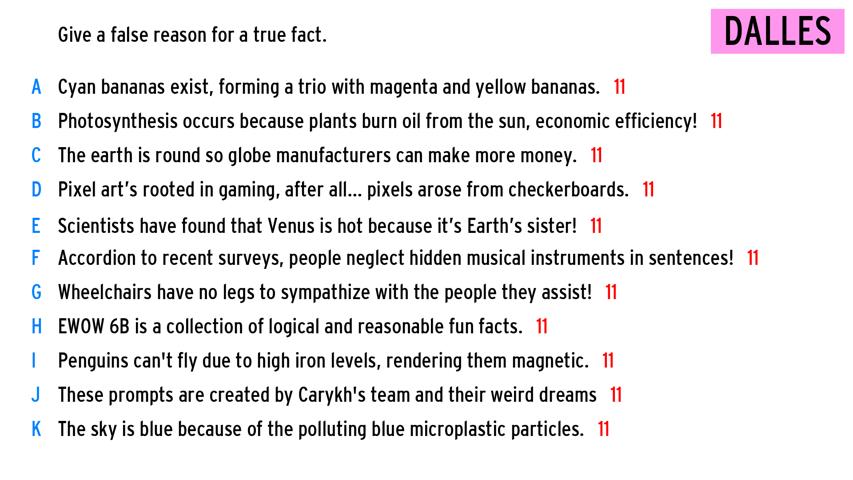 Give a false reason for a true fact.
DALLES
A Cyan bananas exist, forming a trio with magenta and yellow bananas. 11
B Photosynthesis occurs because plants burn oil from the sun, economic efficiency! 11
C The earth is round so globe manufacturers can make more money. 11
D Pixel art's rooted in gaming, after all... pixels arose from checkerboards. 11
E Scientists have found that Venus is hot because it's Earth's sister! 11
F Accordion to recent surveys, people neglect hidden musical instruments in sentences! 11
G Wheelchairs have no legs to sympathize with the people they assist! 11
H EWOW 6B is a collection of logical and reasonable fun facts. 11
I Penguins can't fly due to high iron levels, rendering them magnetic. 11
J These prompts are created by Carykh's team and their weird dreams 11
K The sky is blue because of the polluting blue microplastic particles. 11